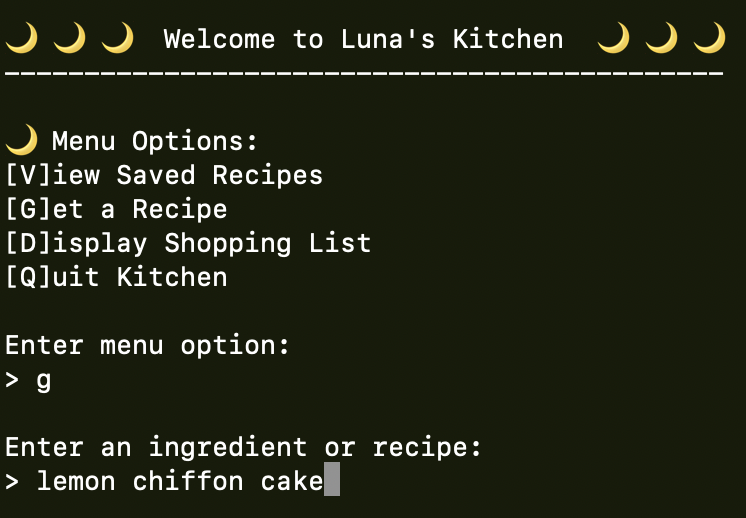 🌙 🌙 🌙 Welcome to Luna's Kitchen 🌙 🌙 🌙
---------------------------------------------
🌙 Menu Options:
[V]iew Saved Recipes
[G]et a Recipe
[D]isplay Shopping List
[Q]uit Kitchen
Enter menu option:
> g
Enter an ingredient or recipe:
> lemon chiffon cake